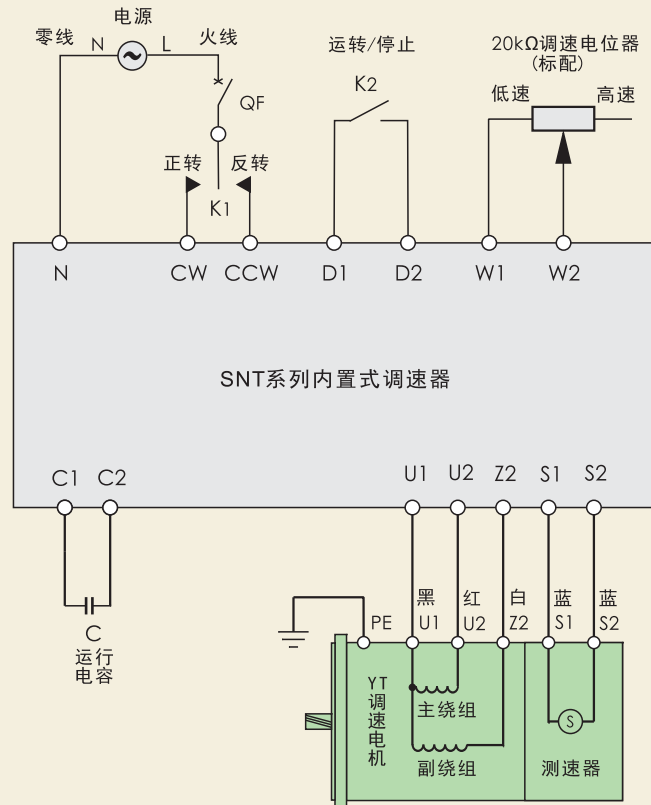 电源
零线 N L 火线
QF
正转 反转
K1
运转/停止
K2
20kΩ调速电位器
(标配)
低速 高速
N CW CCW D1 D2 W1 W2
SNT系列内置式调速器
C1 C2 U1 U2 Z2 S1 S2
C
运行
电容
黑 红 白 蓝 蓝
PE U1 U2 Z2 S1 S2
YT
调
速
电
机
主绕组
副绕组
S
测速器